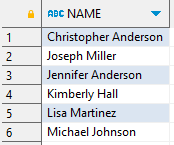 ABC NAME
1 Christopher Anderson
2 Joseph Miller
3 Jennifer Anderson
4 Kimberly Hall
5 Lisa Martinez
6 Michael Johnson